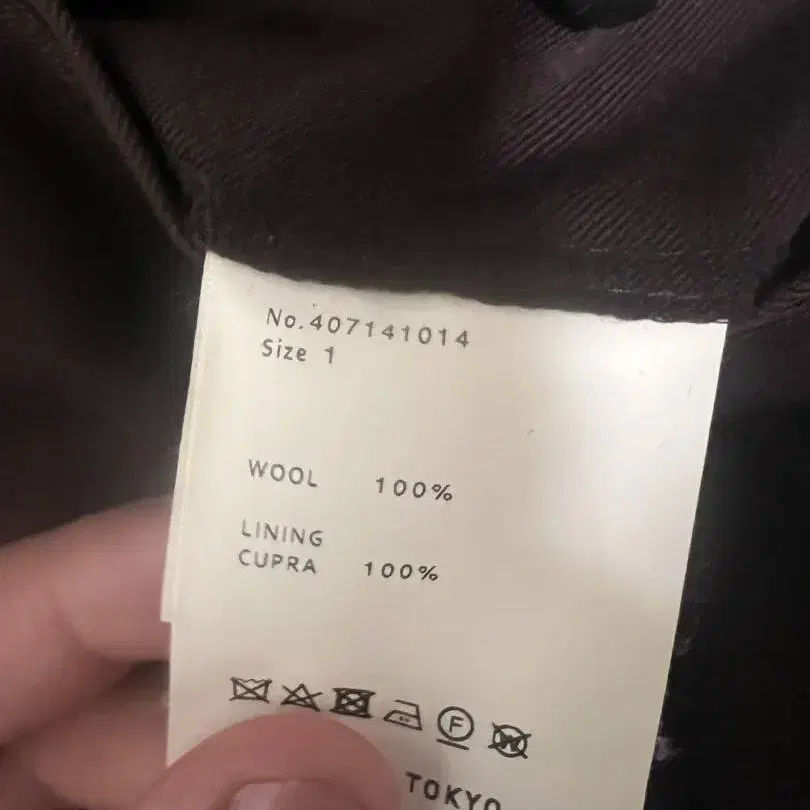 No.407141014
Size 1
WOOL 100%
LINING
CUPRA 100%
F W
TOKYO